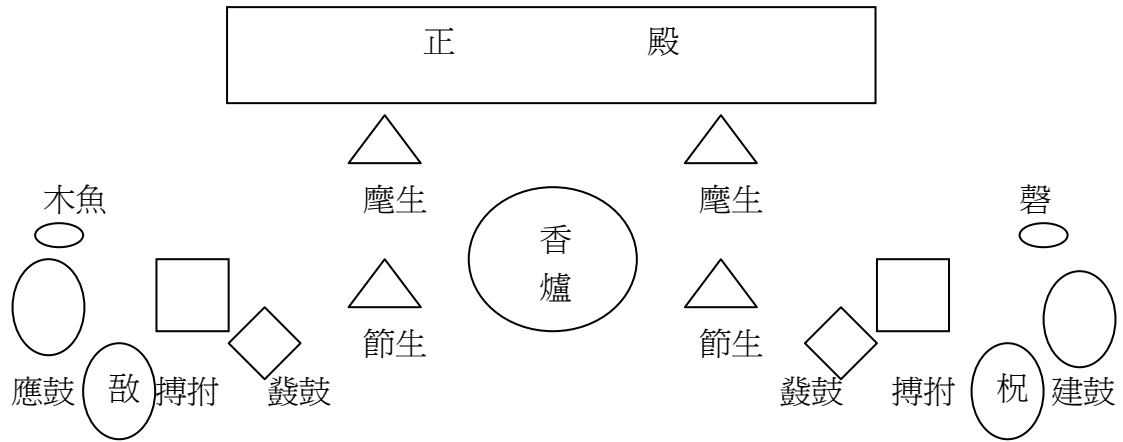 正 殿
麾生 麾生
木魚 磬
香
爐
節生 節生
應鼓 敔 搏拊 鼗鼓 鼗鼓 搏拊 柷 建鼓